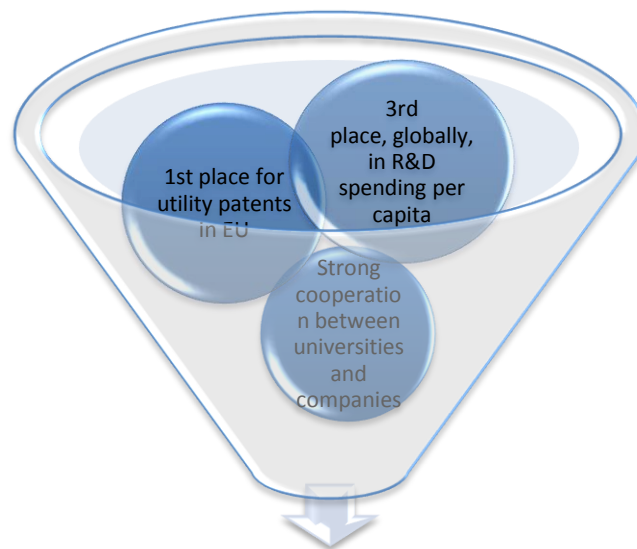 1st place for
utility patents
in EU
3rd
place, globally,
in R&D
spending per
capita
Strong
cooperatio
n between
universities
and
companies